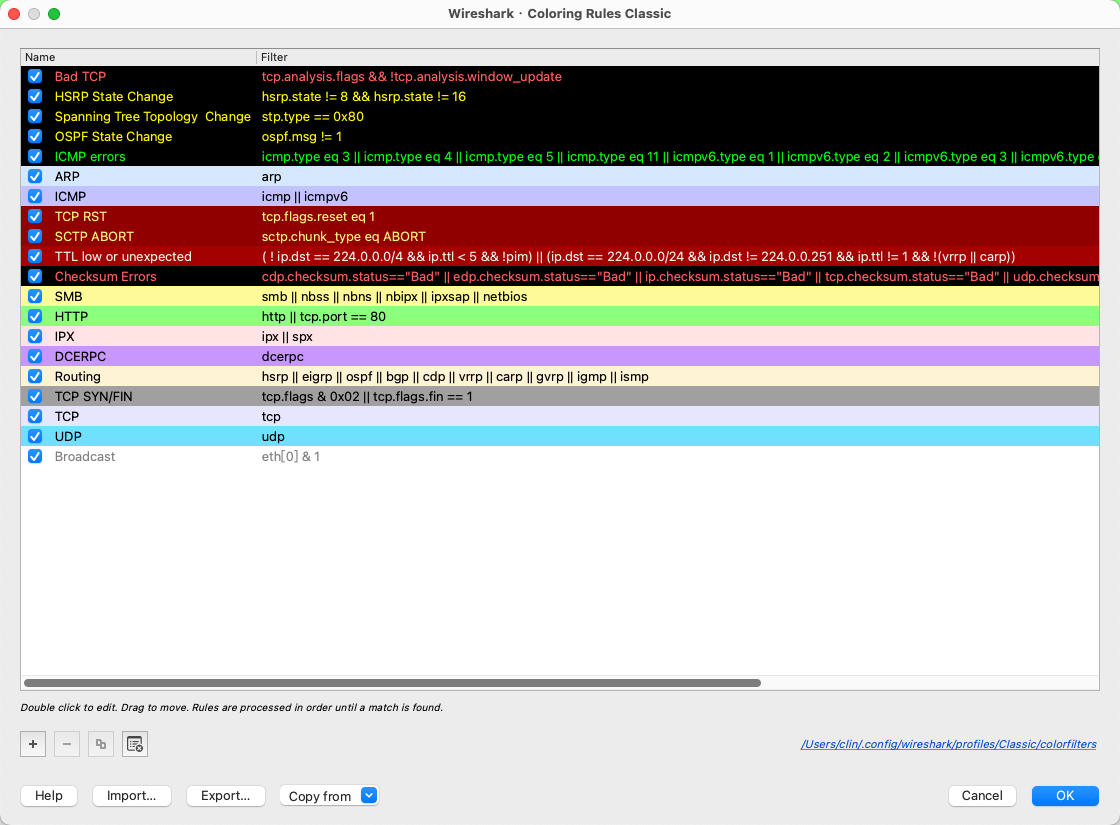 Wireshark · Coloring Rules Classic
Name Filter
Bad TCP tcp.analysis.flags && !tcp.analysis.window_update
HSRP State Change hsrp.state != 8 && hsrp.state != 16
Spanning Tree Topology  Change stp.type == 0x80
OSPF State Change ospf.msg != 1
ICMP errors icmp.type eq 3 || icmp.type eq 4 || icmp.type eq 5 || icmp.type eq 11 || icmpv6.type eq 1 || icmpv6.type eq 2 || icmpv6.type eq 3 || icmpv6.type
ARP arp
ICMP icmp || icmpv6
TCP RST tcp.flags.reset eq 1
SCTP ABORT sctp.chunk_type eq ABORT
TTL low or unexpected ( ! ip.dst == 224.0.0.0/4 && ip.ttl < 5 && !pim) || (ip.dst == 224.0.0.0/24 && ip.dst != 224.0.0.251 && ip.ttl != 1 && !(vrrp || carp))
Checksum Errors cdp.checksum.status=="Bad" || edp.checksum.status=="Bad" || ip.checksum.status=="Bad" || tcp.checksum.status=="Bad" || udp.checksum
SMB smb || nbss || nbns || nbipx || ipxsap || netbios
HTTP http || tcp.port == 80
IPX ipx || spx
DCERPC dcerpc
Routing hsrp || eigrp || ospf || bgp || cdp || vrrp || carp || gvrp || igmp || ismp
TCP SYN/FIN tcp.flags & 0x02 || tcp.flags.fin == 1
TCP tcp
UDP udp
Broadcast eth[0] & 1
Double click to edit. Drag to move. Rules are processed in order until a match is found.
/Users/clin/.config/wireshark/profiles/Classic/colorfilters
Help Import... Export... Copy from Cancel OK